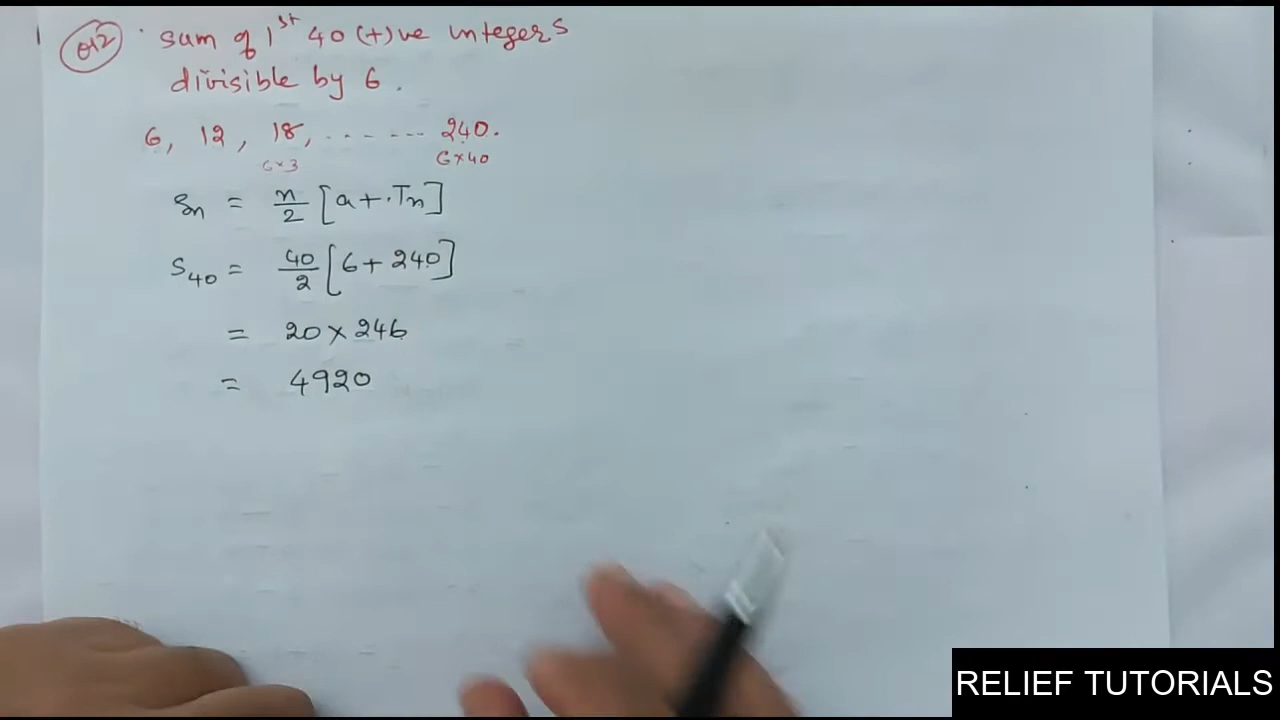 Q12 sum of 1st 40 (+)ve integers
divisible by 6.
6, 12, 18, ....... 240.
6×3 6×40
Sn = n/2 [a + Tn]
S40 = 40/2 [6 + 240]
= 20 × 246
= 4920
RELIEF TUTORIALS